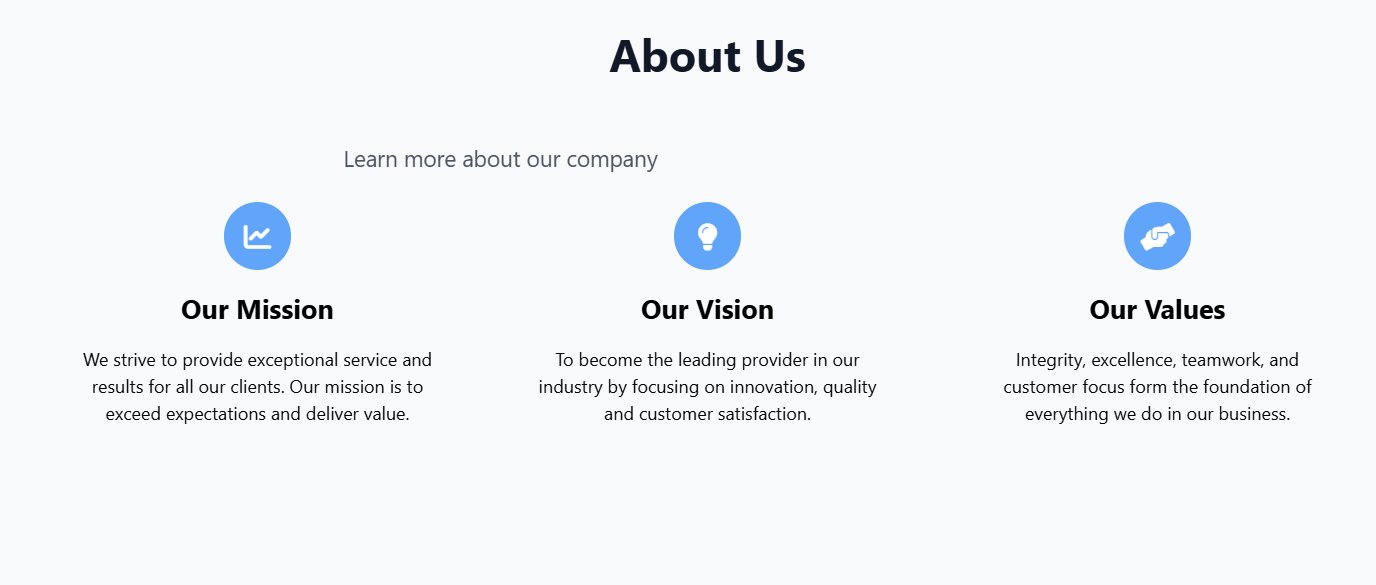 About Us
Learn more about our company
Our Mission
We strive to provide exceptional service and
results for all our clients. Our mission is to
exceed expectations and deliver value.
Our Vision
To become the leading provider in our
industry by focusing on innovation, quality
and customer satisfaction.
Our Values
Integrity, excellence, teamwork, and
customer focus form the foundation of
everything we do in our business.